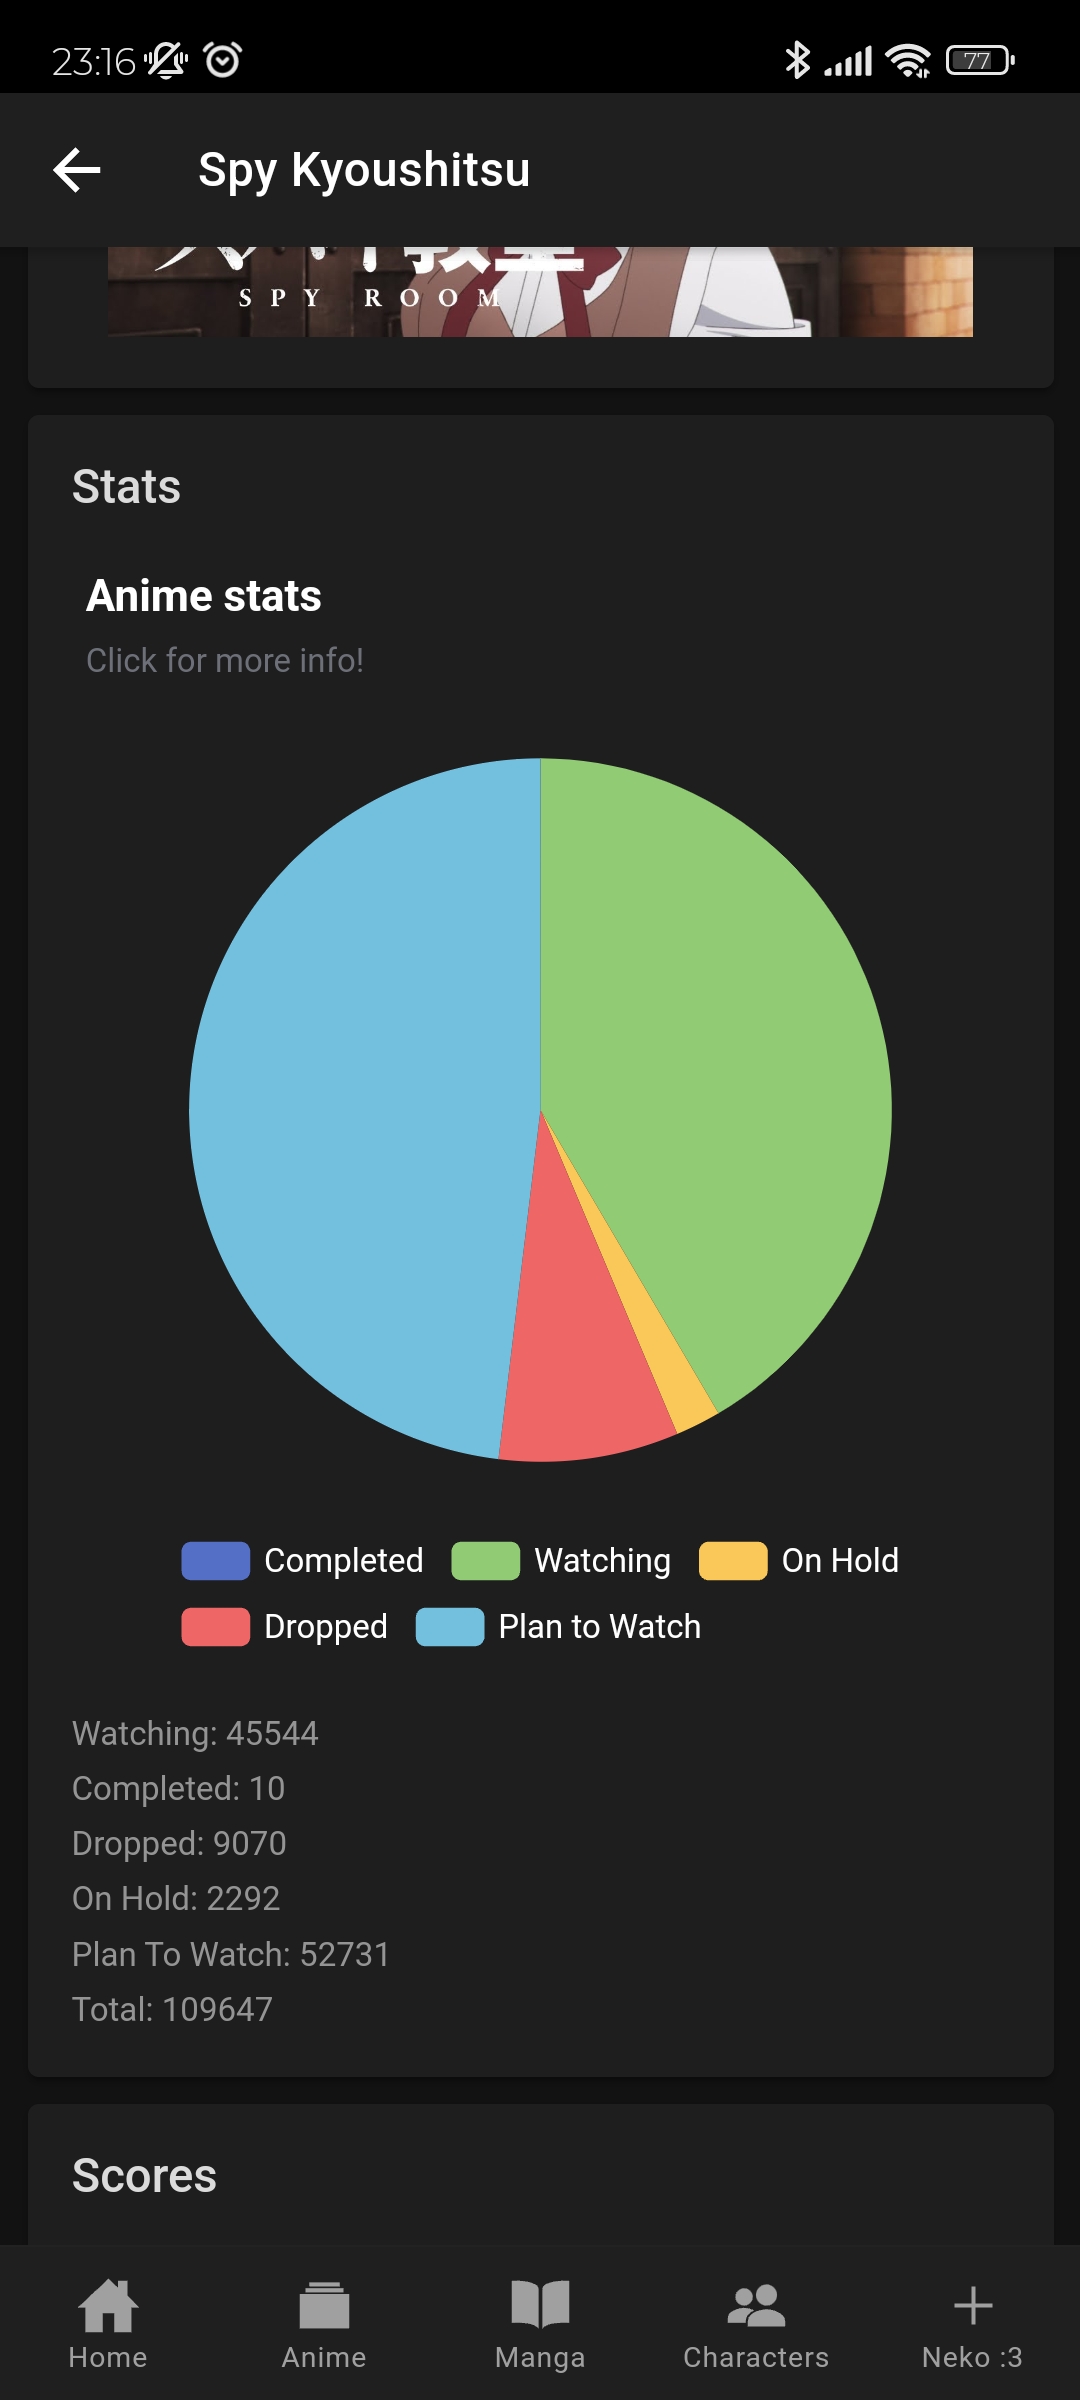 23:16
77
Spy Kyoushitsu
教室
SPY ROOM
Stats
Anime stats
Click for more info!
Completed Watching On Hold
Dropped Plan to Watch
Watching: 45544
Completed: 10
Dropped: 9070
On Hold: 2292
Plan To Watch: 52731
Total: 109647
Scores
Home Anime Manga Characters Neko :3